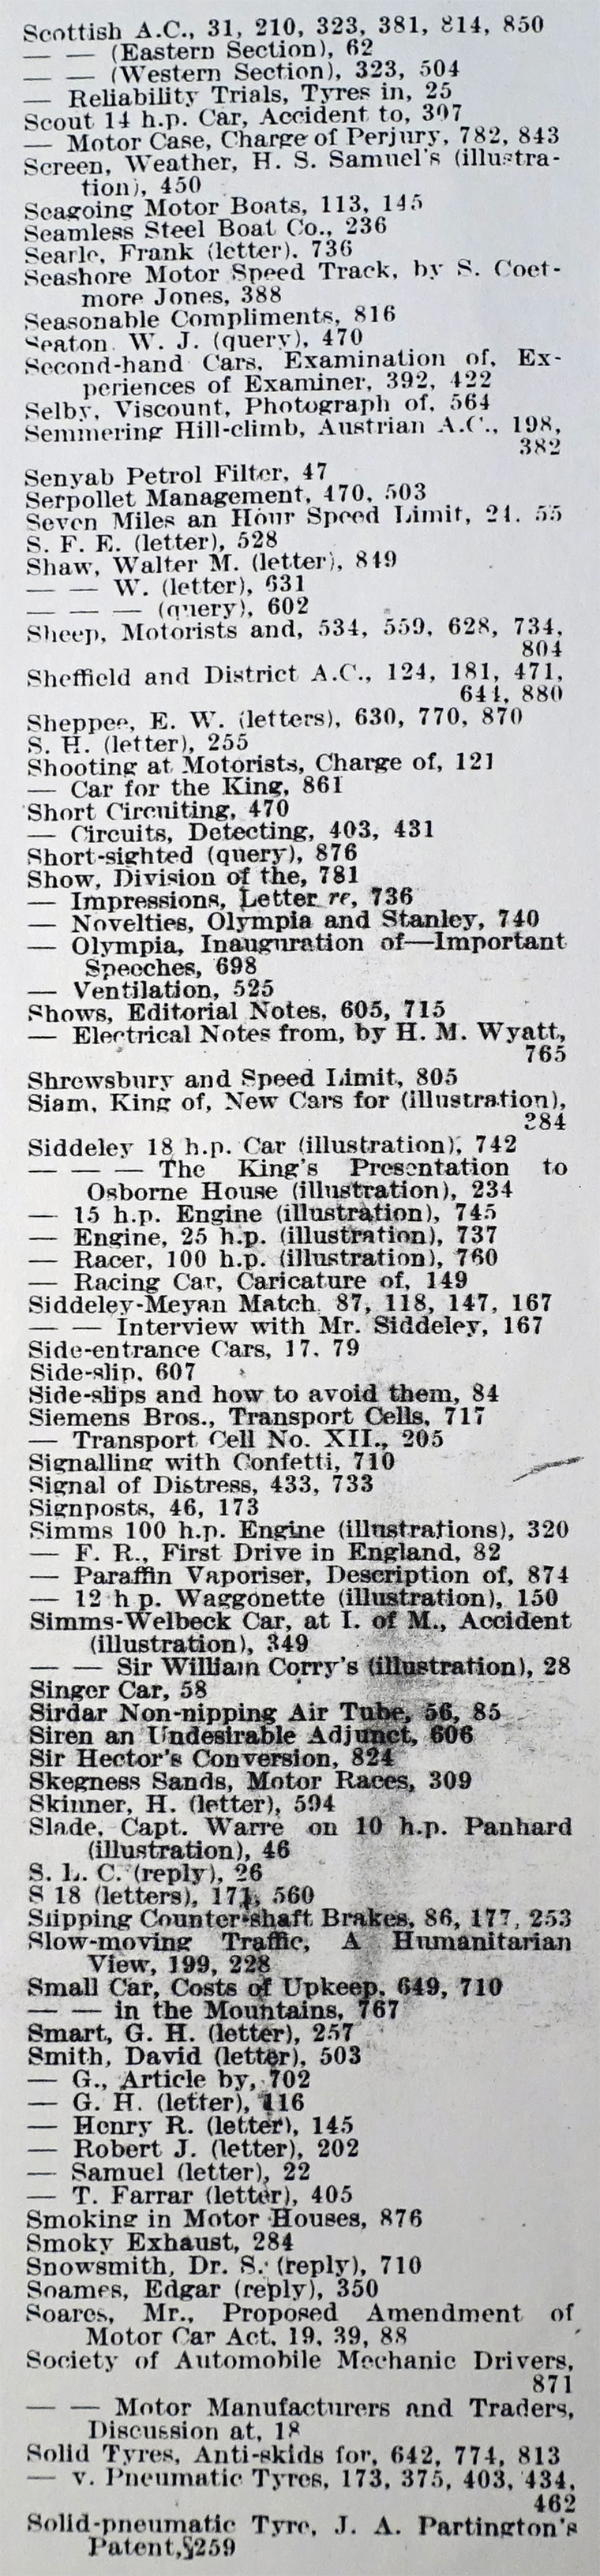 Scottish A.C., 31, 210, 323, 381, 814, 850
— — (Eastern Section), 62
— — (Western Section), 323, 504
— Reliability Trials, Tyres in, 25
Scout 14 h.p. Car, Accident to, 307
— Motor Case, Charge of Perjury, 782, 843
Screen, Weather, H. S. Samuel's (illustra-
tion), 450
Seagoing Motor Boats, 113, 145
Seamless Steel Boat Co., 236
Searle, Frank (letter), 736
Seashore Motor Speed Track, by S. Coet-
more Jones, 388
Seasonable Compliments, 816
Seaton W. J. (query), 470
Second-hand Cars, Examination of, Ex-
periences of Examiner, 392, 422
Selby, Viscount, Photograph of, 564
Semmering Hill-climb, Austrian A.C., 198,
382
Senyab Petrol Filter, 47
Serpollet Management, 470, 503
Seven Miles an Hour Speed Limit, 21, 55
S. F. E. (letter), 528
Shaw, Walter M. (letter), 849
— — W. (letter), 631
— — — (query), 602
Sheep, Motorists and, 534, 559, 628, 734,
804
Sheffield and District A.C., 124, 181, 471,
644, 880
Sheppee, E. W. (letters), 630, 770, 870
S. H. (letter), 255
Shooting at Motorists, Charge of, 121
— Car for the King, 861
Short Circuiting, 470
— Circuits, Detecting, 403, 431
Short-sighted (query), 876
Show, Division of the, 781
— Impressions, Letter re, 736
— Novelties, Olympia and Stanley, 740
— Olympia, Inauguration of—Important
Speeches, 698
— Ventilation, 525
Shows, Editorial Notes, 605, 715
— Electrical Notes from, by H. M. Wyatt,
765
Shrewsbury and Speed Limit, 805
Siam, King of, New Cars for (illustration),
284
Siddeley 18 h.p. Car (illustration), 742
— — — The King's Presentation to
Osborne House (illustration), 234
— 15 h.p. Engine (illustration), 745
— Engine, 25 h.p. (illustration), 737
— Racer, 100 h.p. (illustration), 760
— Racing Car, Caricature of, 149
Siddeley-Meyan Match, 87, 118, 147, 167
— — Interview with Mr. Siddeley, 167
Side-entrance Cars, 17, 79
Side-slip, 607
Side-slips and how to avoid them, 84
Siemens Bros., Transport Cells, 717
— Transport Cell No. XII., 205
Signalling with Confetti, 710
Signal of Distress, 433, 733
Signposts, 46, 173
Simms 100 h.p. Engine (illustrations), 320
— F. R., First Drive in England, 82
— Paraffin Vaporiser, Description of, 874
— 12 h p. Waggonette (illustration), 150
Simms-Welbeck Car, at I. of M., Accident
(illustration), 349
— — Sir William Corry's (illustration), 28
Singer Car, 58
Sirdar Non-nipping Air Tube, 56, 85
Siren an Undesirable Adjunct, 606
Sir Hector's Conversion, 824
Skegness Sands, Motor Races, 309
Skinner, H. (letter), 594
Slade, Capt. Warre on 10 h.p. Panhard
(illustration), 46
S. L. C. (reply), 26
S 18 (letters), 171, 560
Slipping Counter-shaft Brakes, 86, 177, 253
Slow-moving Traffic, A Humanitarian
View, 199, 228
Small Car, Costs of Upkeep, 649, 710
— — in the Mountains, 767
Smart, G. H. (letter), 257
Smith, David (letter), 503
— G., Article by, 702
— G. H. (letter), 116
— Henry R. (letter), 145
— Robert J. (letter), 202
— Samuel (letter), 22
— T. Farrar (letter), 405
Smoking in Motor Houses, 876
Smoky Exhaust, 284
Snowsmith, Dr. S. (reply), 710
Soames, Edgar (reply), 350
Soares, Mr., Proposed Amendment of
Motor Car Act, 19, 39, 88
Society of Automobile Mechanic Drivers,
871
— — Motor Manufacturers and Traders,
Discussion at, 18
Solid Tyres, Anti-skids for, 642, 774, 813
— v. Pneumatic Tyres, 173, 375, 403, 434,
462
Solid-pneumatic Tyre, J. A. Partington's
Patent, 259